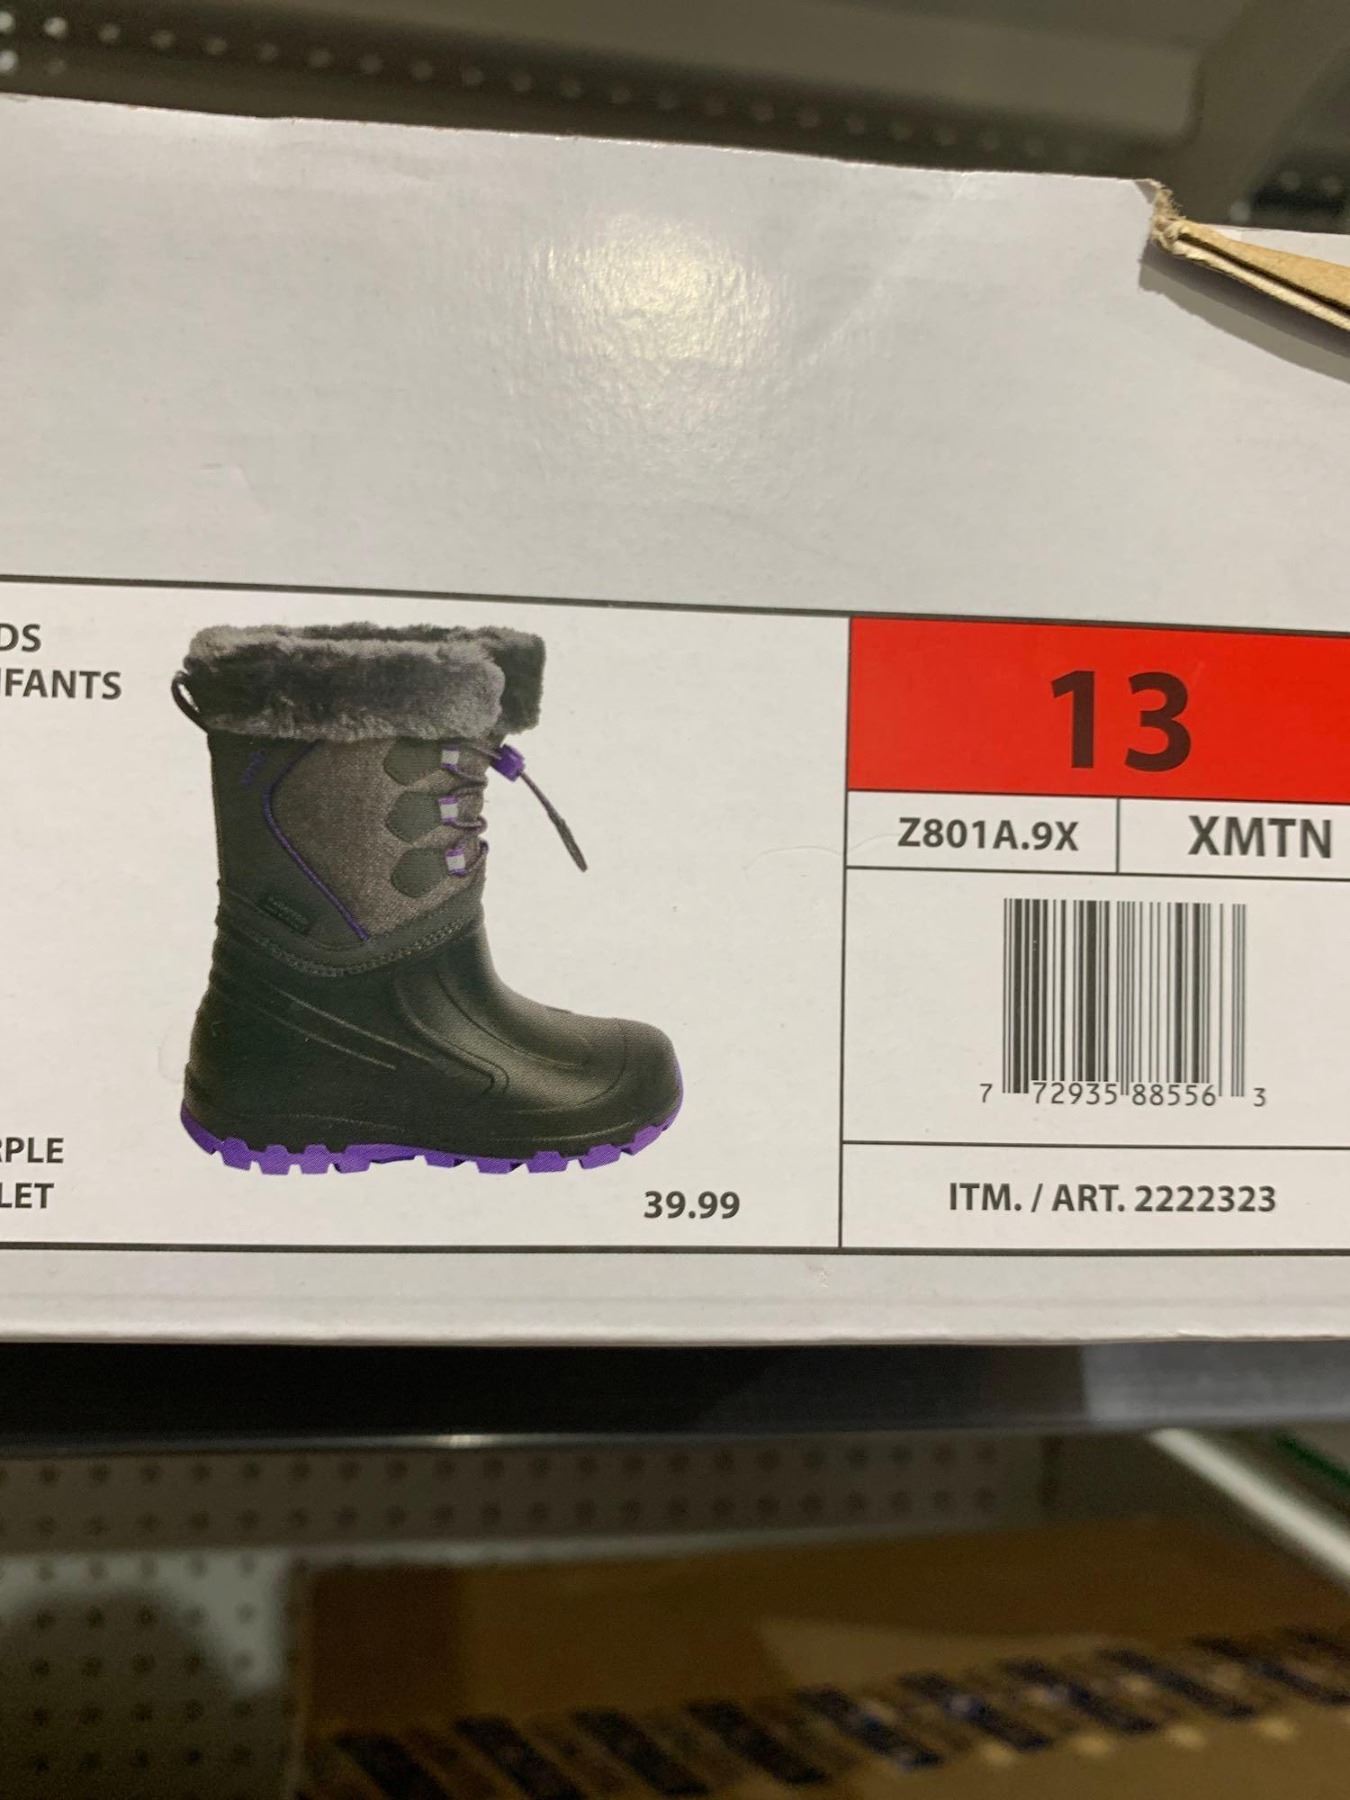 DS
FANTS
RPLE
LET
39.99
13
Z801A.9X
XMTN
7 72935 88556 3
ITM. / ART. 2222323